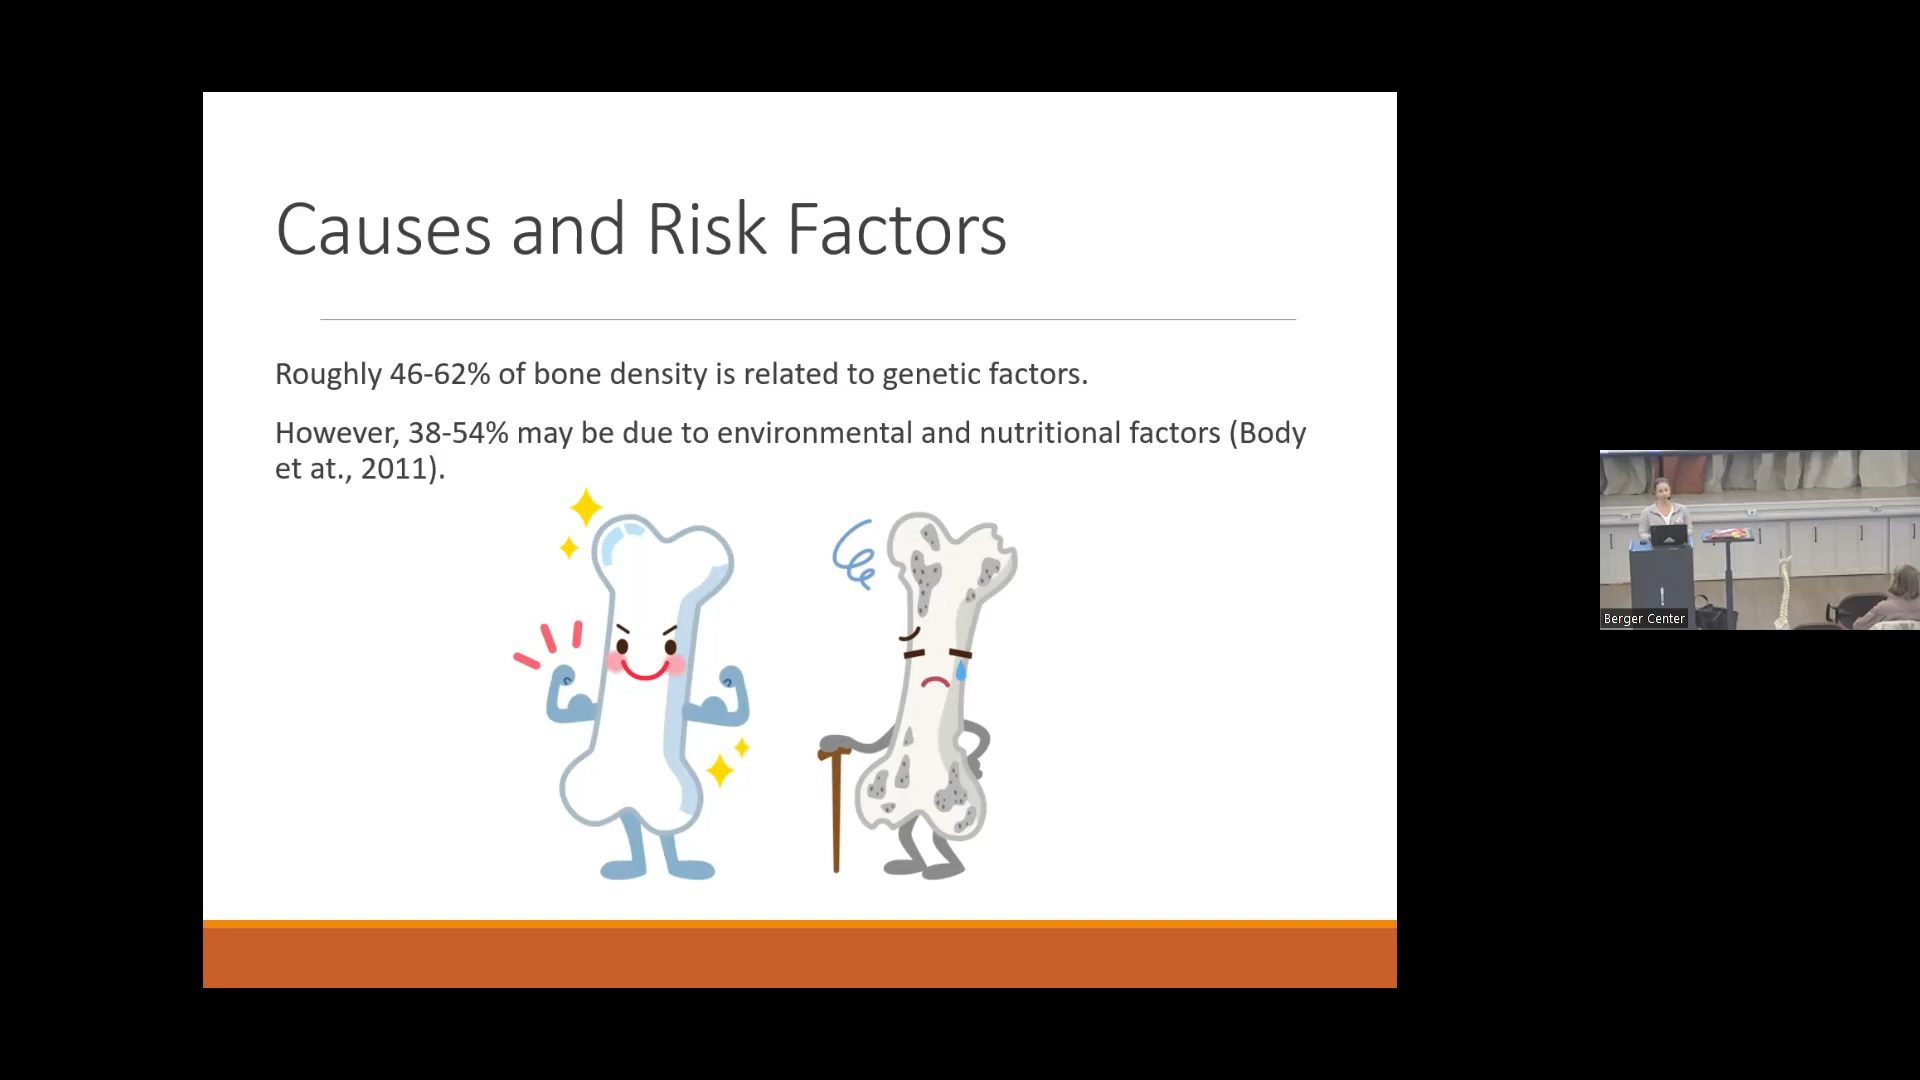 Causes and Risk Factors
Roughly 46-62% of bone density is related to genetic factors.
However, 38-54% may be due to environmental and nutritional factors (Body
et at., 2011).
Berger Center